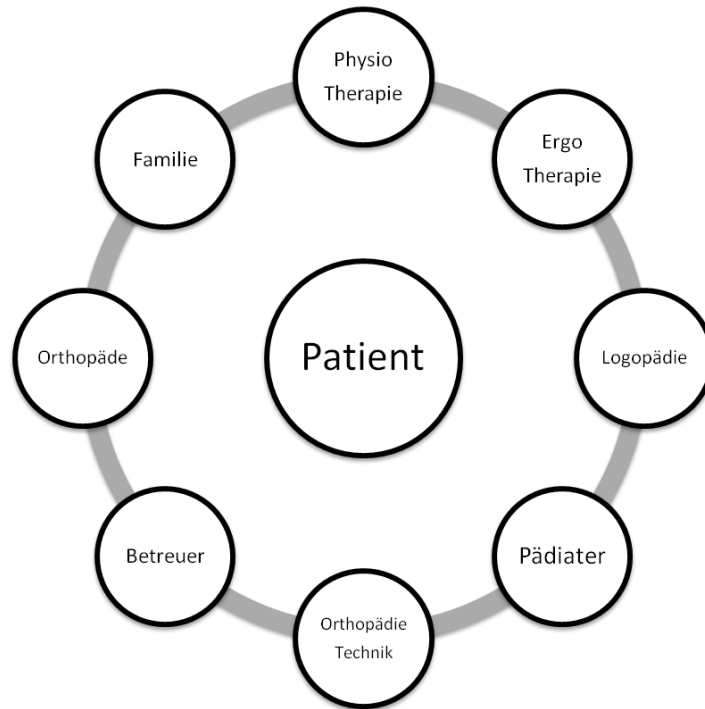 Physio
Therapie
Familie
Ergo
Therapie
Orthopäde
Patient
Logopädie
Betreuer
Pädiater
Orthopädie
Technik